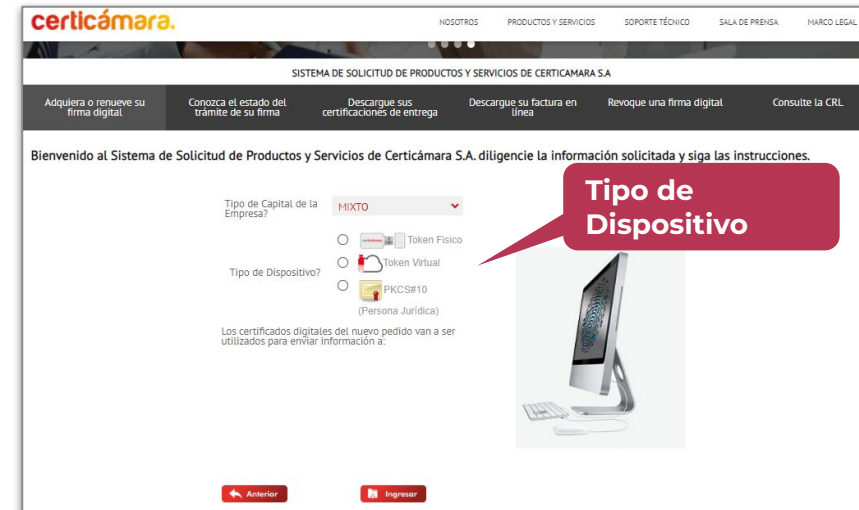 certicámara.
NOSOTROS PRODUCTOS Y SERVICIOS SOPORTE TÉCNICO SALA DE PRENSA MARCO LEGAL
SISTEMA DE SOLICITUD DE PRODUCTOS Y SERVICIOS DE CERTICAMARA S.A
Adquiera o renueve su
firma digital
Conozca el estado del
trámite de su firma
Descargue sus
certificaciones de entrega
Descargue su factura en
línea
Revoque una firma digital
Consulte la CRL
Bienvenido al Sistema de Solicitud de Productos y Servicios de Certicámara S.A. diligencie la información solicitada y siga las instrucciones.
Tipo de
Dispositivo
Tipo de Capital de la
Empresa?
MIXTO
Tipo de Dispositivo?
Token Fisico
Token Virtual
PKCS#10
(Persona Jurídica)
Los certificados digitales del nuevo pedido van a ser
utilizados para enviar información a:
Anterior
Ingresar